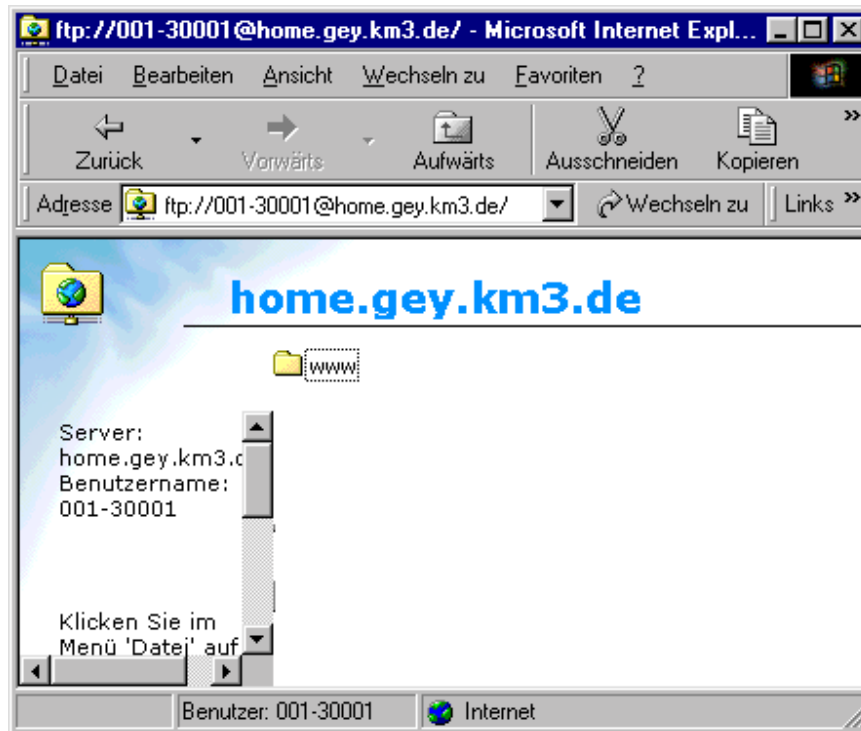 ftp://001-30001@home.gey.km3.de/ - Microsoft Internet Expl...
Datei Bearbeiten Ansicht Wechseln zu Favoriten ?
Zurück Vorwärts Aufwärts Ausschneiden Kopieren »
Adresse ftp://001-30001@home.gey.km3.de/ Wechseln zu Links »
home.gey.km3.de
www
Server:
home.gey.km3.d
Benutzername:
001-30001
Klicken Sie im
Menü 'Datei' auf
Benutzer: 001-30001 Internet